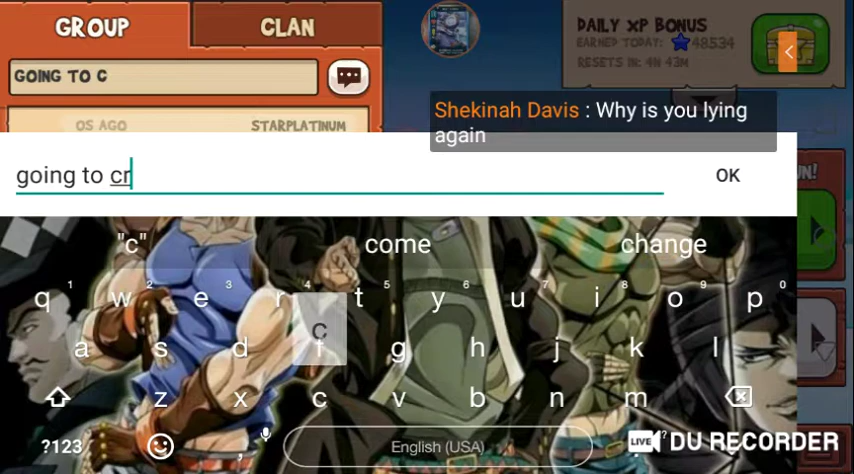 GROUP
CLAN
DAILY XP BONUS
EARNED TODAY: 48534
RESETS IN: 4H 43M
GOING TO C
0S AGO
STARPLATINUM
Shekinah Davis : Why is you lying
again
going to cr
OK
"c"
come
change
q 1 w 2 e 3 r 4 t 5 y 6 u 7 i 8 o 9 p 0
c
a s d f g h j k l
z x c v b n m
?123
,
English (USA)
LIVE
DU RECORDER